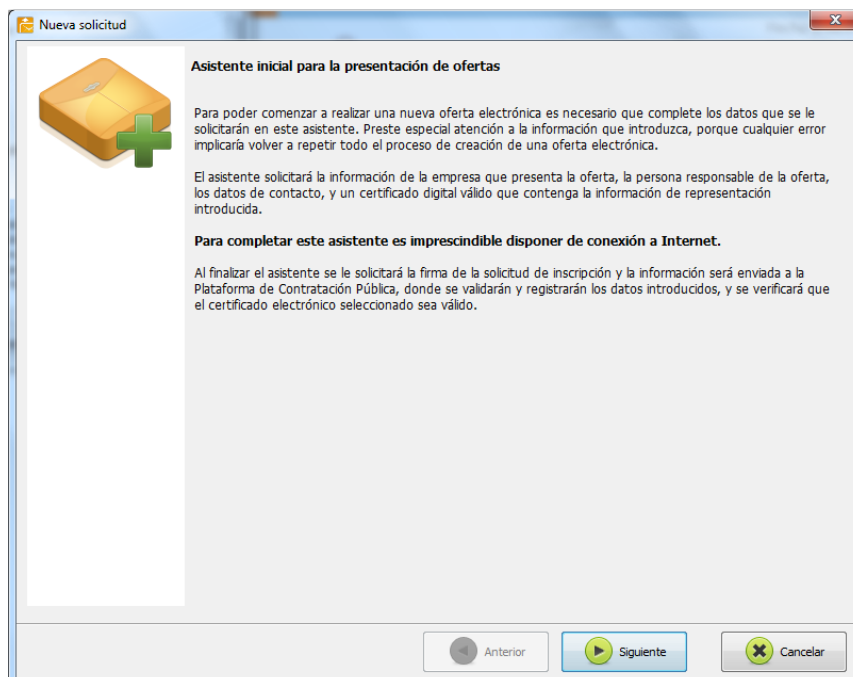 Nueva solicitud
Asistente inicial para la presentación de ofertas
Para poder comenzar a realizar una nueva oferta electrónica es necesario que complete los datos que se le
solicitarán en este asistente. Preste especial atención a la información que introduzca, porque cualquier error
implicaría volver a repetir todo el proceso de creación de una oferta electrónica.
El asistente solicitará la información de la empresa que presenta la oferta, la persona responsable de la oferta,
los datos de contacto, y un certificado digital válido que contenga la información de representación
introducida.
Para completar este asistente es imprescindible disponer de conexión a Internet.
Al finalizar el asistente se le solicitará la firma de la solicitud de inscripción y la información será enviada a la
Plataforma de Contratación Pública, donde se validarán y registrarán los datos introducidos, y se verificará que
el certificado electrónico seleccionado sea válido.
Anterior Siguiente Cancelar